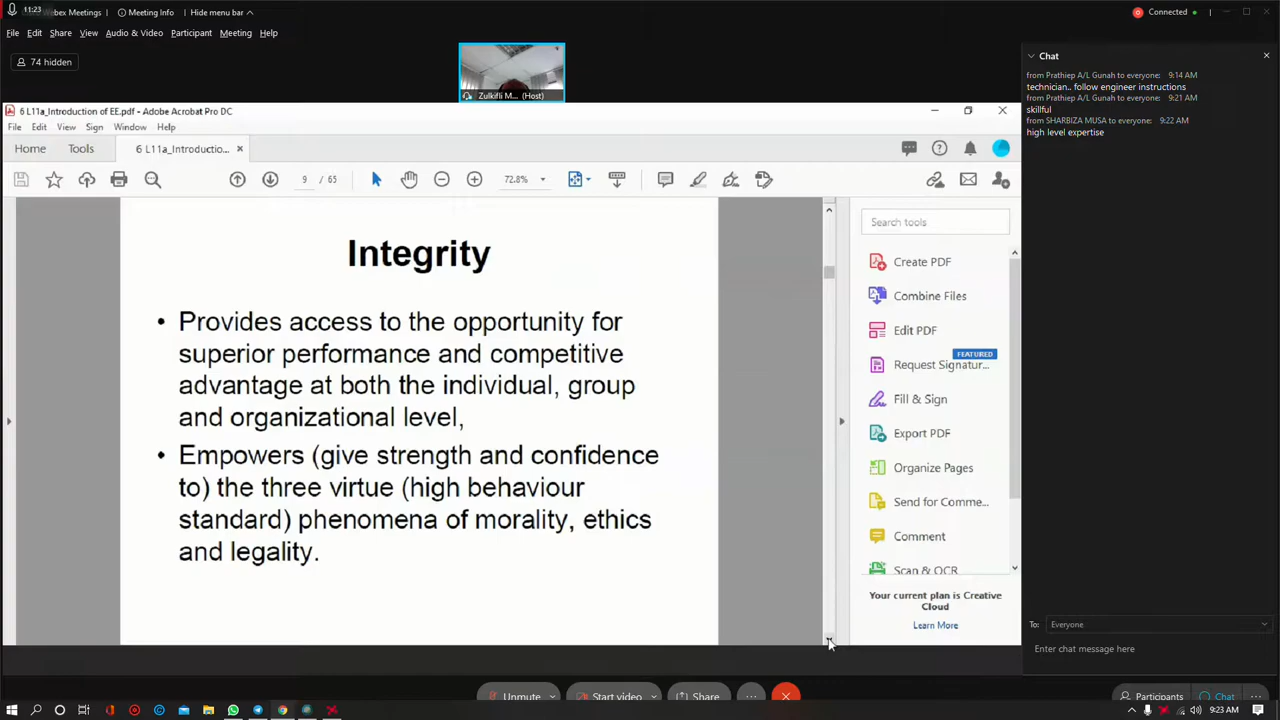 11:23
ebex Meetings
Meeting Info
Hide menu bar
Connected
File Edit Share View Audio & Video Participant Meeting Help
74 hidden
Zulkifli M... (Host)
6 L11a_Introduction of EE.pdf - Adobe Acrobat Pro DC
File Edit View Sign Window Help
Home Tools 6 L11a_Introductio...
9 / 65
72.8%
Integrity
• Provides access to the opportunity for
superior performance and competitive
advantage at both the individual, group
and organizational level,
• Empowers (give strength and confidence
to) the three virtue (high behaviour
standard) phenomena of morality, ethics
and legality.
Search tools
Create PDF
Combine Files
Edit PDF
FEATURED
Request Signatur...
Fill & Sign
Export PDF
Organize Pages
Send for Comme...
Comment
Scan & OCR
Your current plan is Creative
Cloud
Learn More
Chat
from Prathiep A/L Gunah to everyone: 9:14 AM
technician.. follow engineer instructions
from Prathiep A/L Gunah to everyone: 9:21 AM
skillful
from SHARBIZA MUSA to everyone: 9:22 AM
high level expertise
To: Everyone
Enter chat message here
Unmute Start video Share Participants Chat
9:23 AM